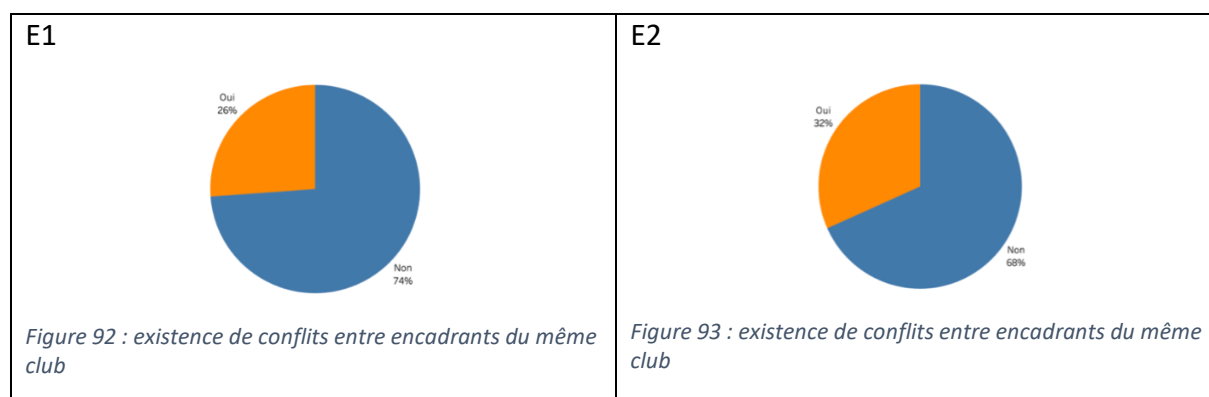 E1
Oui
26%
Non
74%
Figure 92 : existence de conflits entre encadrants du même
club
E2
Oui
32%
Non
68%
Figure 93 : existence de conflits entre encadrants du même
club